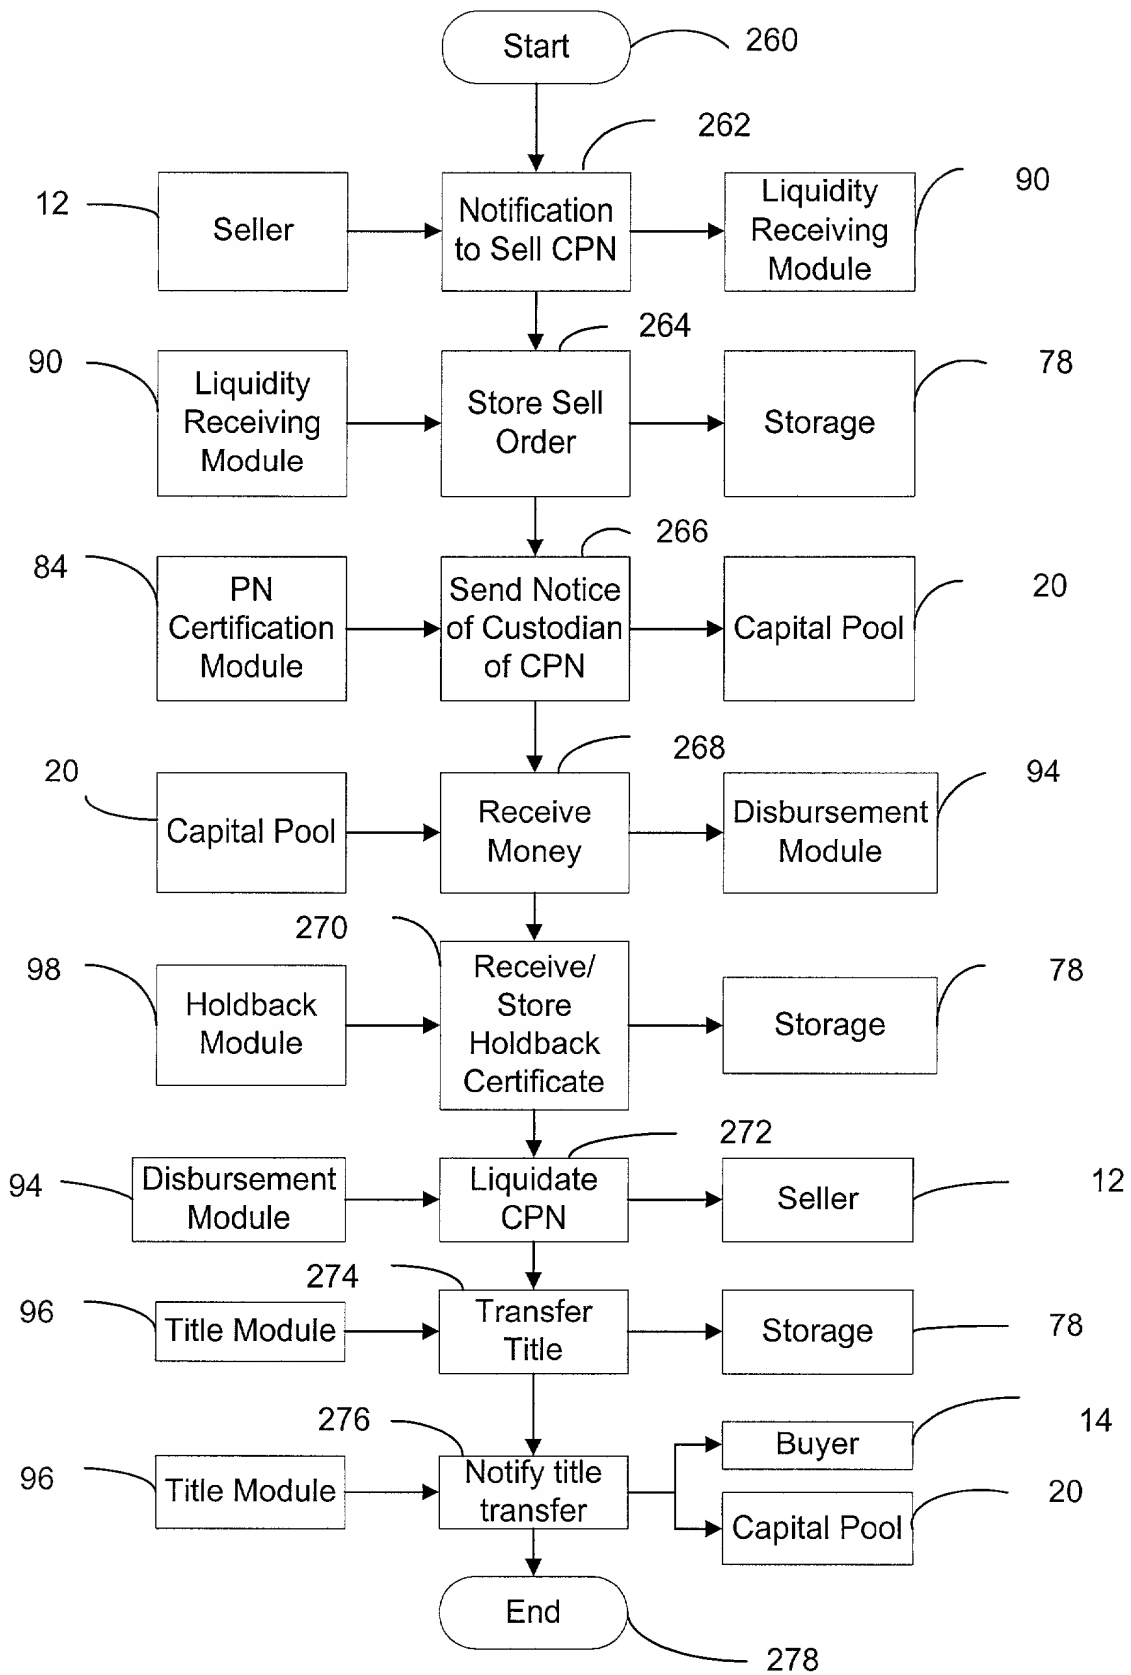 Start
260
262
12
Seller
Notification
to Sell CPN
Liquidity
Receiving
Module
90
264
90
Liquidity
Receiving
Module
Store Sell
Order
Storage
78
266
84
PN
Certification
Module
Send Notice
of Custodian
of CPN
Capital Pool
20
268
20
Capital Pool
Receive
Money
Disbursement
Module
94
270
98
Holdback
Module
Receive/
Store
Holdback
Certificate
Storage
78
272
94
Disbursement
Module
Liquidate
CPN
Seller
12
274
96
Title Module
Transfer
Title
Storage
78
276
96
Title Module
Notify title
transfer
Buyer
14
Capital Pool
20
End
278